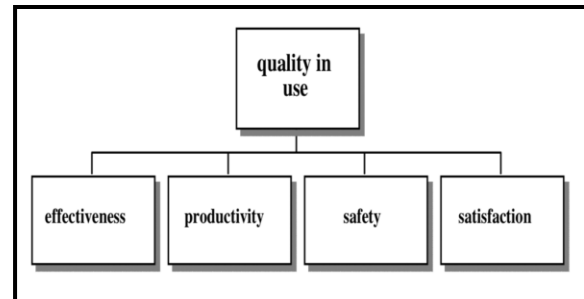 quality in
use
effectiveness
productivity
safety
satisfaction